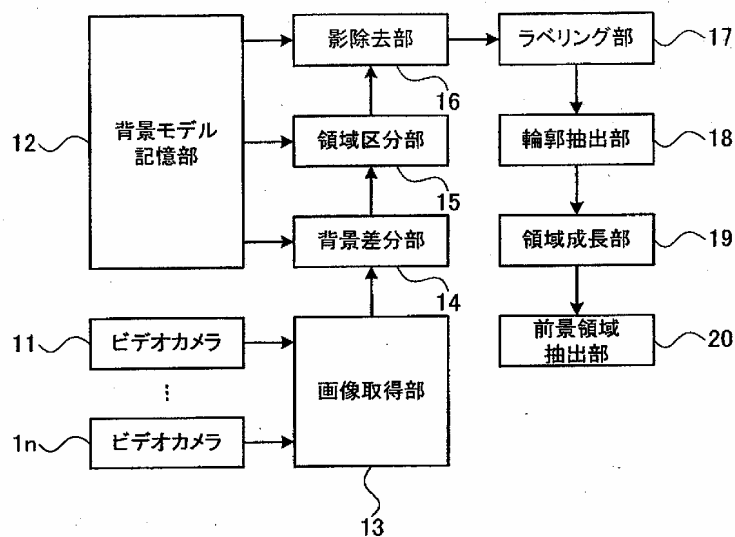 影除去部
ラベリング部
17
16
12
背景モデル
記憶部
領域区分部
輪郭抽出部
18
15
背景差分部
領域成長部
19
14
11
ビデオカメラ
前景領域
抽出部
20
画像取得部
1n
ビデオカメラ
13